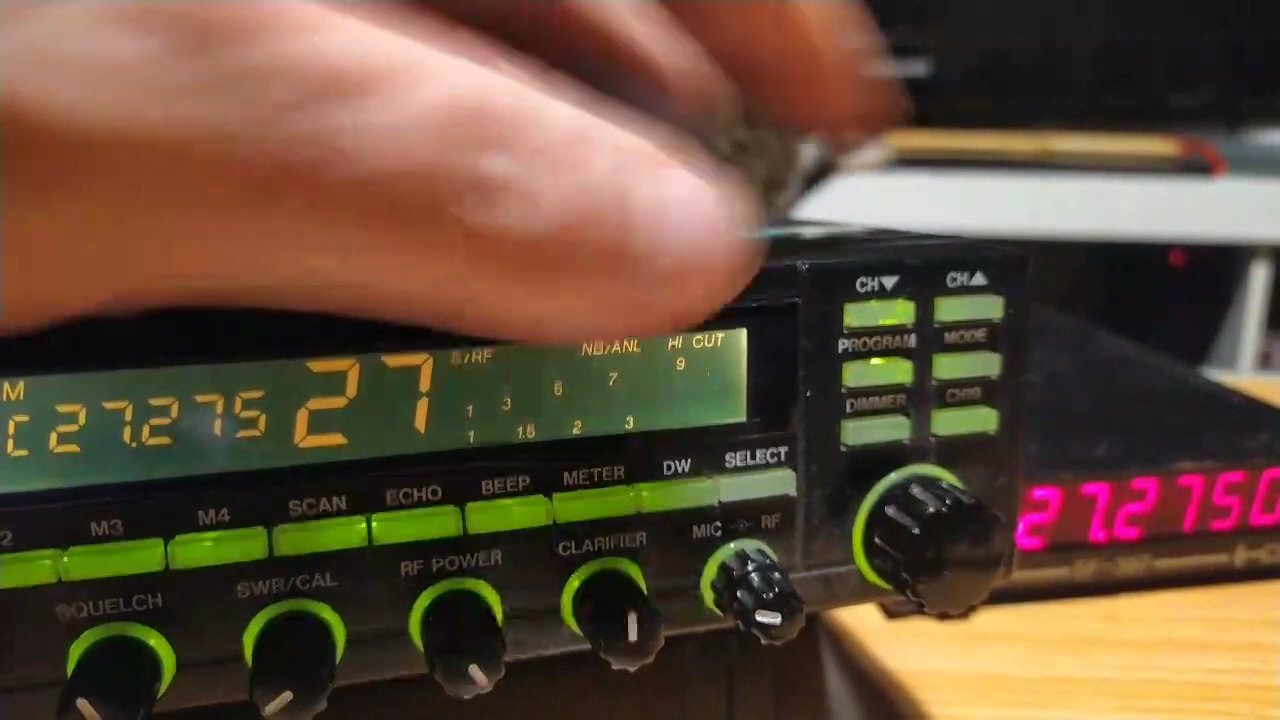 CH▼ CH▲
PROGRAM MODE
DIMMER CH19
M
27.275 27
/RF NB/ANL HI CUT
1 3 6 7 9
1 1.5 2 3
2 M3 M4 SCAN ECHO BEEP METER DW SELECT
SQUELCH SWR/CAL RF POWER CLARIFIER MIC RF
27.2750